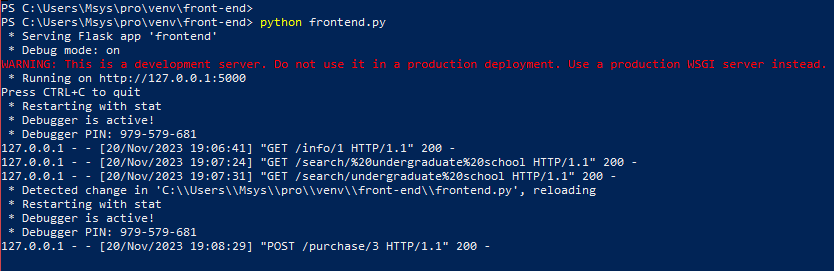 PS C:\Users\Msys\pro\venv\front-end>
PS C:\Users\Msys\pro\venv\front-end> python frontend.py
 * Serving Flask app 'frontend'
 * Debug mode: on
WARNING: This is a development server. Do not use it in a production deployment. Use a production WSGI server instead.
 * Running on http://127.0.0.1:5000
Press CTRL+C to quit
 * Restarting with stat
 * Debugger is active!
 * Debugger PIN: 979-579-681
127.0.0.1 - - [20/Nov/2023 19:06:41] "GET /info/1 HTTP/1.1" 200 -
127.0.0.1 - - [20/Nov/2023 19:07:24] "GET /search/%20undergraduate%20school HTTP/1.1" 200 -
127.0.0.1 - - [20/Nov/2023 19:07:31] "GET /search/undergraduate%20school HTTP/1.1" 200 -
 * Detected change in 'C:\\Users\\Msys\\pro\\venv\\front-end\\frontend.py', reloading
 * Restarting with stat
 * Debugger is active!
 * Debugger PIN: 979-579-681
127.0.0.1 - - [20/Nov/2023 19:08:29] "POST /purchase/3 HTTP/1.1" 200 -